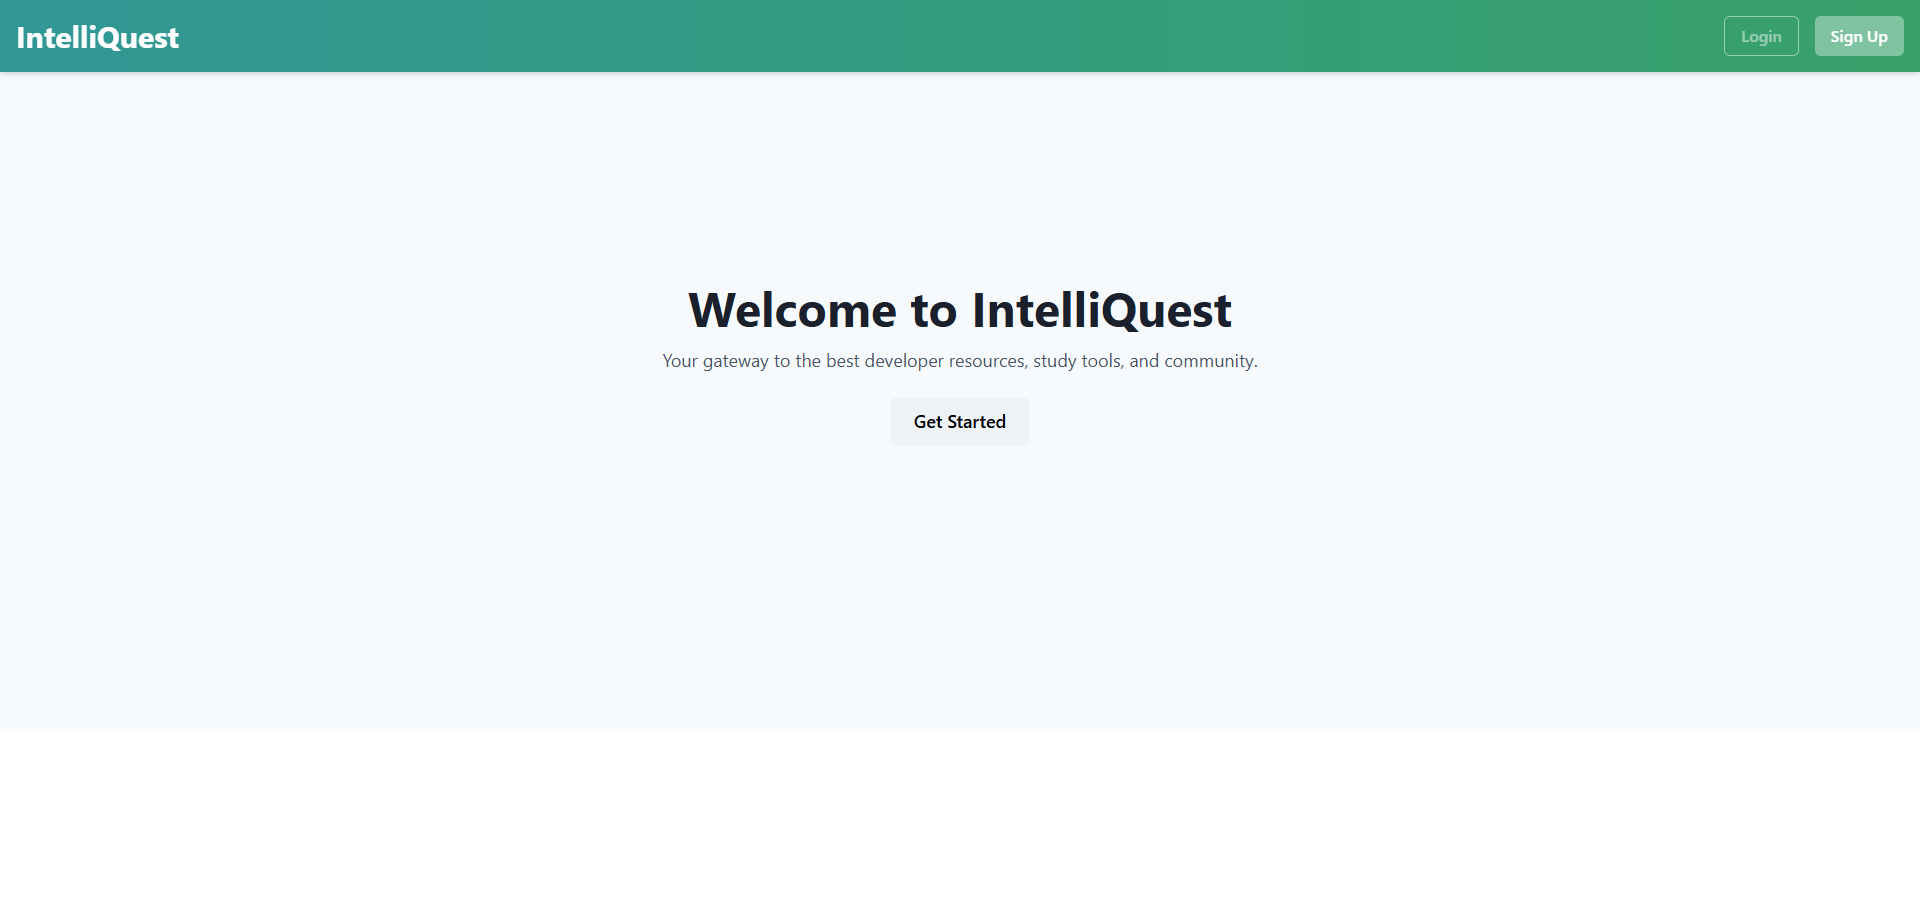 IntelliQuest
Login
Sign Up
Welcome to IntelliQuest
Your gateway to the best developer resources, study tools, and community.
Get Started